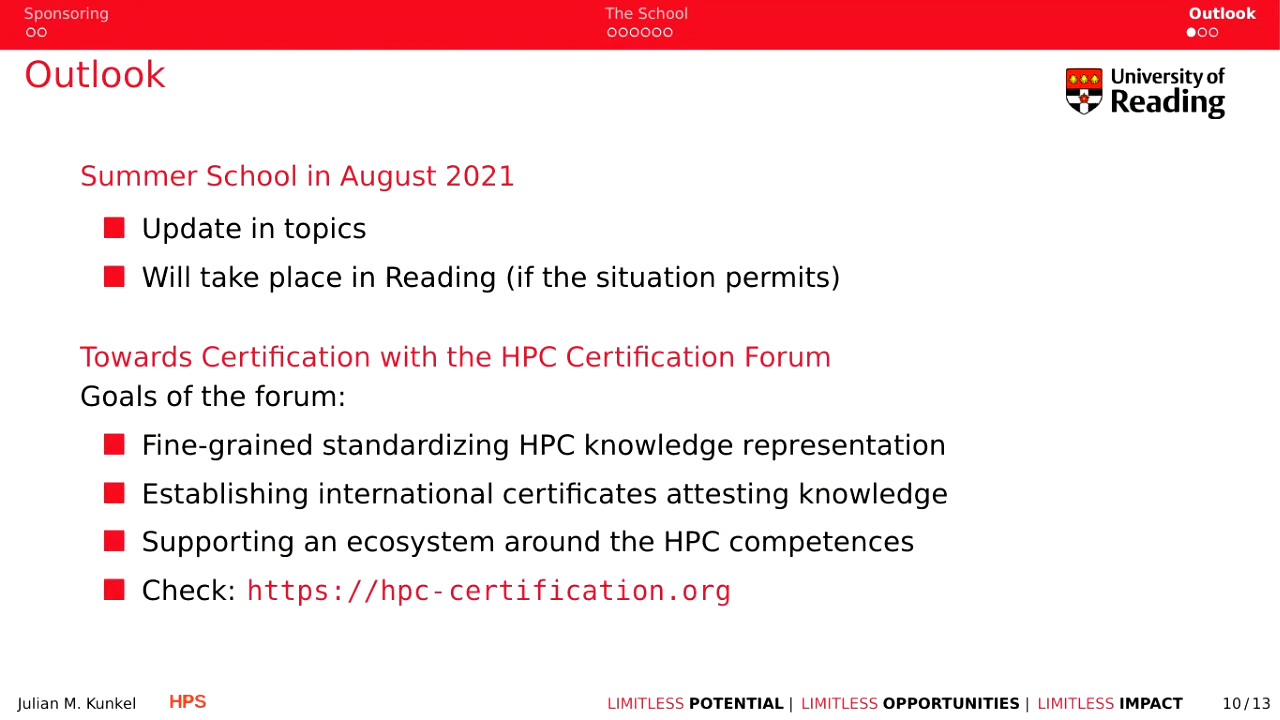 Sponsoring
The School
Outlook
Outlook
University of
Reading
Summer School in August 2021
Update in topics
Will take place in Reading (if the situation permits)
Towards Certification with the HPC Certification Forum
Goals of the forum:
Fine-grained standardizing HPC knowledge representation
Establishing international certificates attesting knowledge
Supporting an ecosystem around the HPC competences
Check: https://hpc-certification.org
Julian M. Kunkel
HPS
LIMITLESS POTENTIAL | LIMITLESS OPPORTUNITIES | LIMITLESS IMPACT
10/13